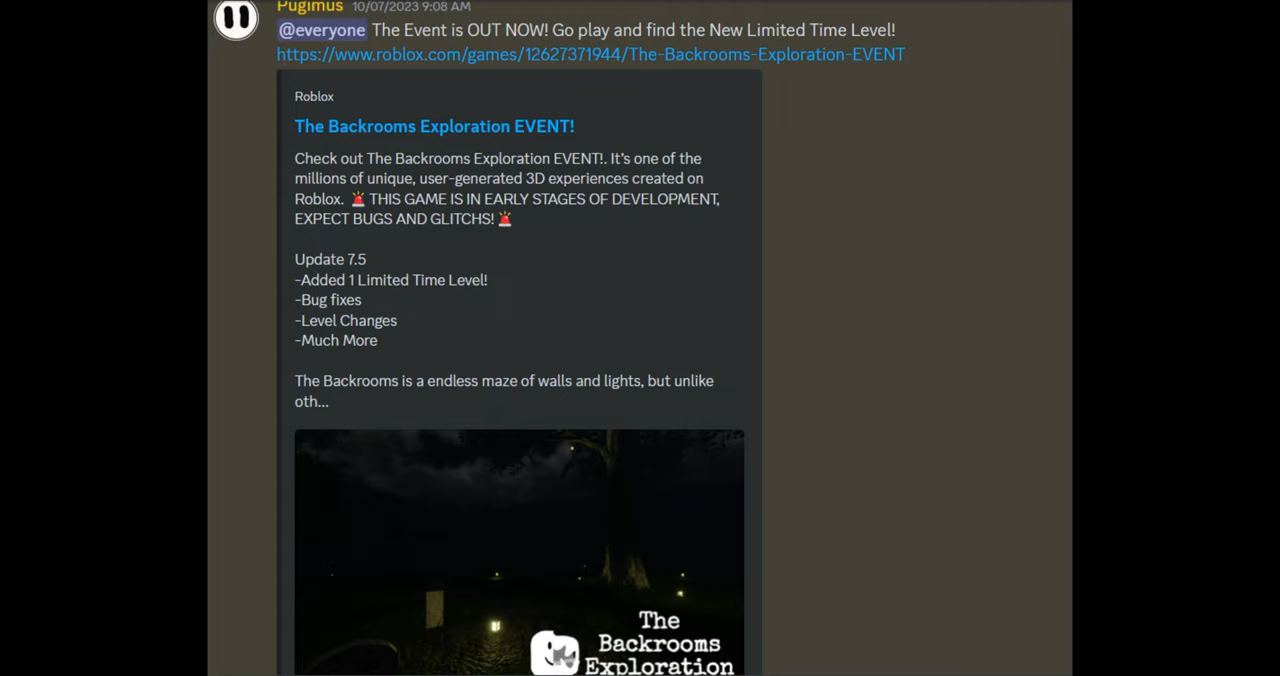 Pugimus 10/07/2023 9:08 AM
@everyone The Event is OUT NOW! Go play and find the New Limited Time Level!
https://www.roblox.com/games/12627371944/The-Backrooms-Exploration-EVENT
Roblox
The Backrooms Exploration EVENT!
Check out The Backrooms Exploration EVENT!. It's one of the
millions of unique, user-generated 3D experiences created on
Roblox. 🚨 THIS GAME IS IN EARLY STAGES OF DEVELOPMENT,
EXPECT BUGS AND GLITCHS! 🚨
Update 7.5
-Added 1 Limited Time Level!
-Bug fixes
-Level Changes
-Much More
The Backrooms is a endless maze of walls and lights, but unlike
oth...
The
Backrooms
Exploration